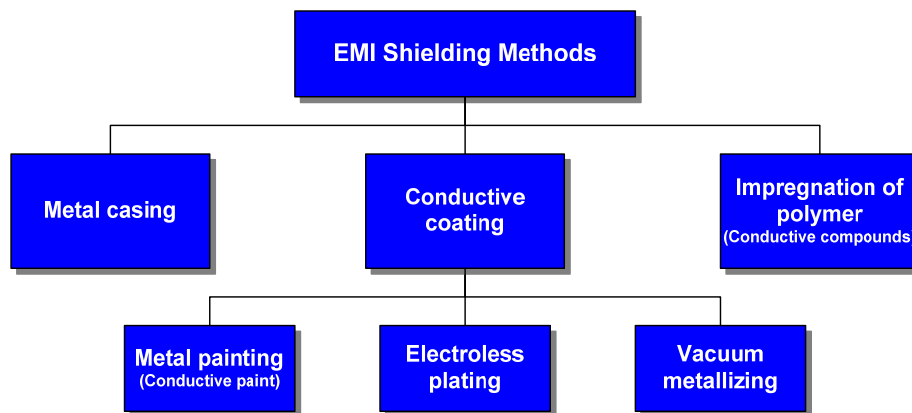 EMI Shielding Methods
Metal casing
Conductive
coating
Impregnation of
polymer
(Conductive compounds)
Metal painting
(Conductive paint)
Electroless
plating
Vacuum
metallizing